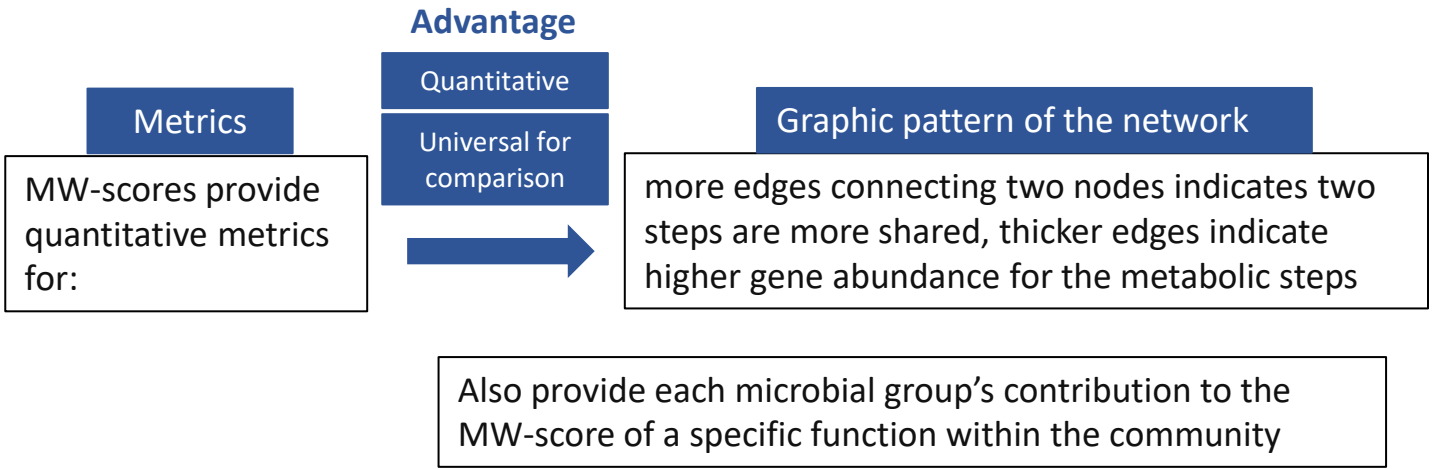 Advantage
Quantitative
Universal for
comparison
Metrics
MW-scores provide
quantitative metrics
for:
Graphic pattern of the network
more edges connecting two nodes indicates two
steps are more shared, thicker edges indicate
higher gene abundance for the metabolic steps
Also provide each microbial group’s contribution to the
MW-score of a specific function within the community